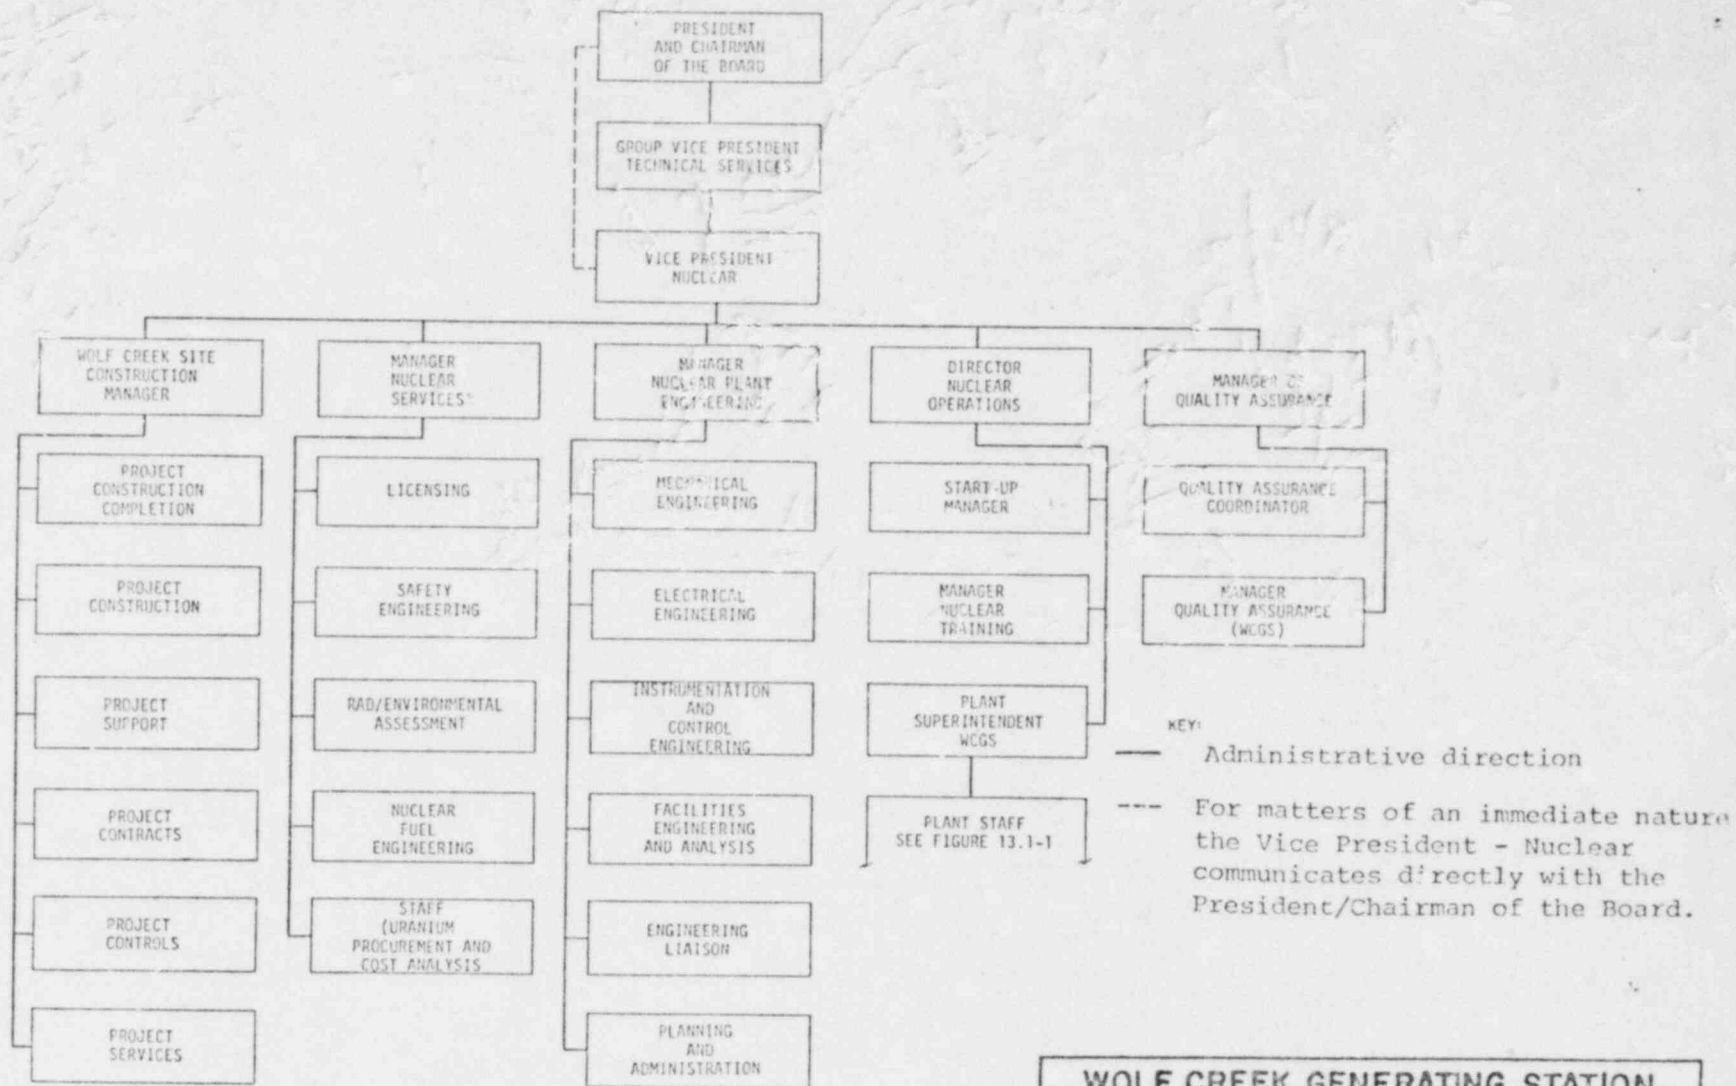 PRESIDENT
AND CHAIRMAN
OF THE BOARD
GROUP VICE PRESIDENT
TECHNICAL SERVICES
VICE PRESIDENT
NUCLEAR
WOLF CREEK SITE
CONSTRUCTION
MANAGER
PROJECT
CONSTRUCTION
COMPLETION
PROJECT
CONSTRUCTION
PROJECT
SUPPORT
PROJECT
CONTRACTS
PROJECT
CONTROLS
PROJECT
SERVICES
MANAGER
NUCLEAR
SERVICES
LICENSING
SAFETY
ENGINEERING
RAD/ENVIRONMENTAL
ASSESSMENT
NUCLEAR
FUEL
ENGINEERING
STAFF
(URANIUM
PROCUREMENT AND
COST ANALYSIS
MANAGER
NUCLEAR PLANT
ENGINEERING
MECHANICAL
ENGINEERING
ELECTRICAL
ENGINEERING
INSTRUMENTATION
AND
CONTROL
ENGINEERING
FACILITIES
ENGINEERING
AND ANALYSIS
ENGINEERING
LIAISON
PLANNING
AND
ADMINISTRATION
DIRECTOR
NUCLEAR
OPERATIONS
START-UP
MANAGER
MANAGER
NUCLEAR
TRAINING
PLANT
SUPERINTENDENT
WCGS
PLANT STAFF
SEE FIGURE 13.1-1
MANAGER OF
QUALITY ASSURANCE
QUALITY ASSURANCE
COORDINATOR
MANAGER
QUALITY ASSURANCE
(WCGS)
KEY:
Administrative direction
For matters of an immediate nature
the Vice President - Nuclear
communicates directly with the
President/Chairman of the Board.
WOLF CREEK GENERATING STATION